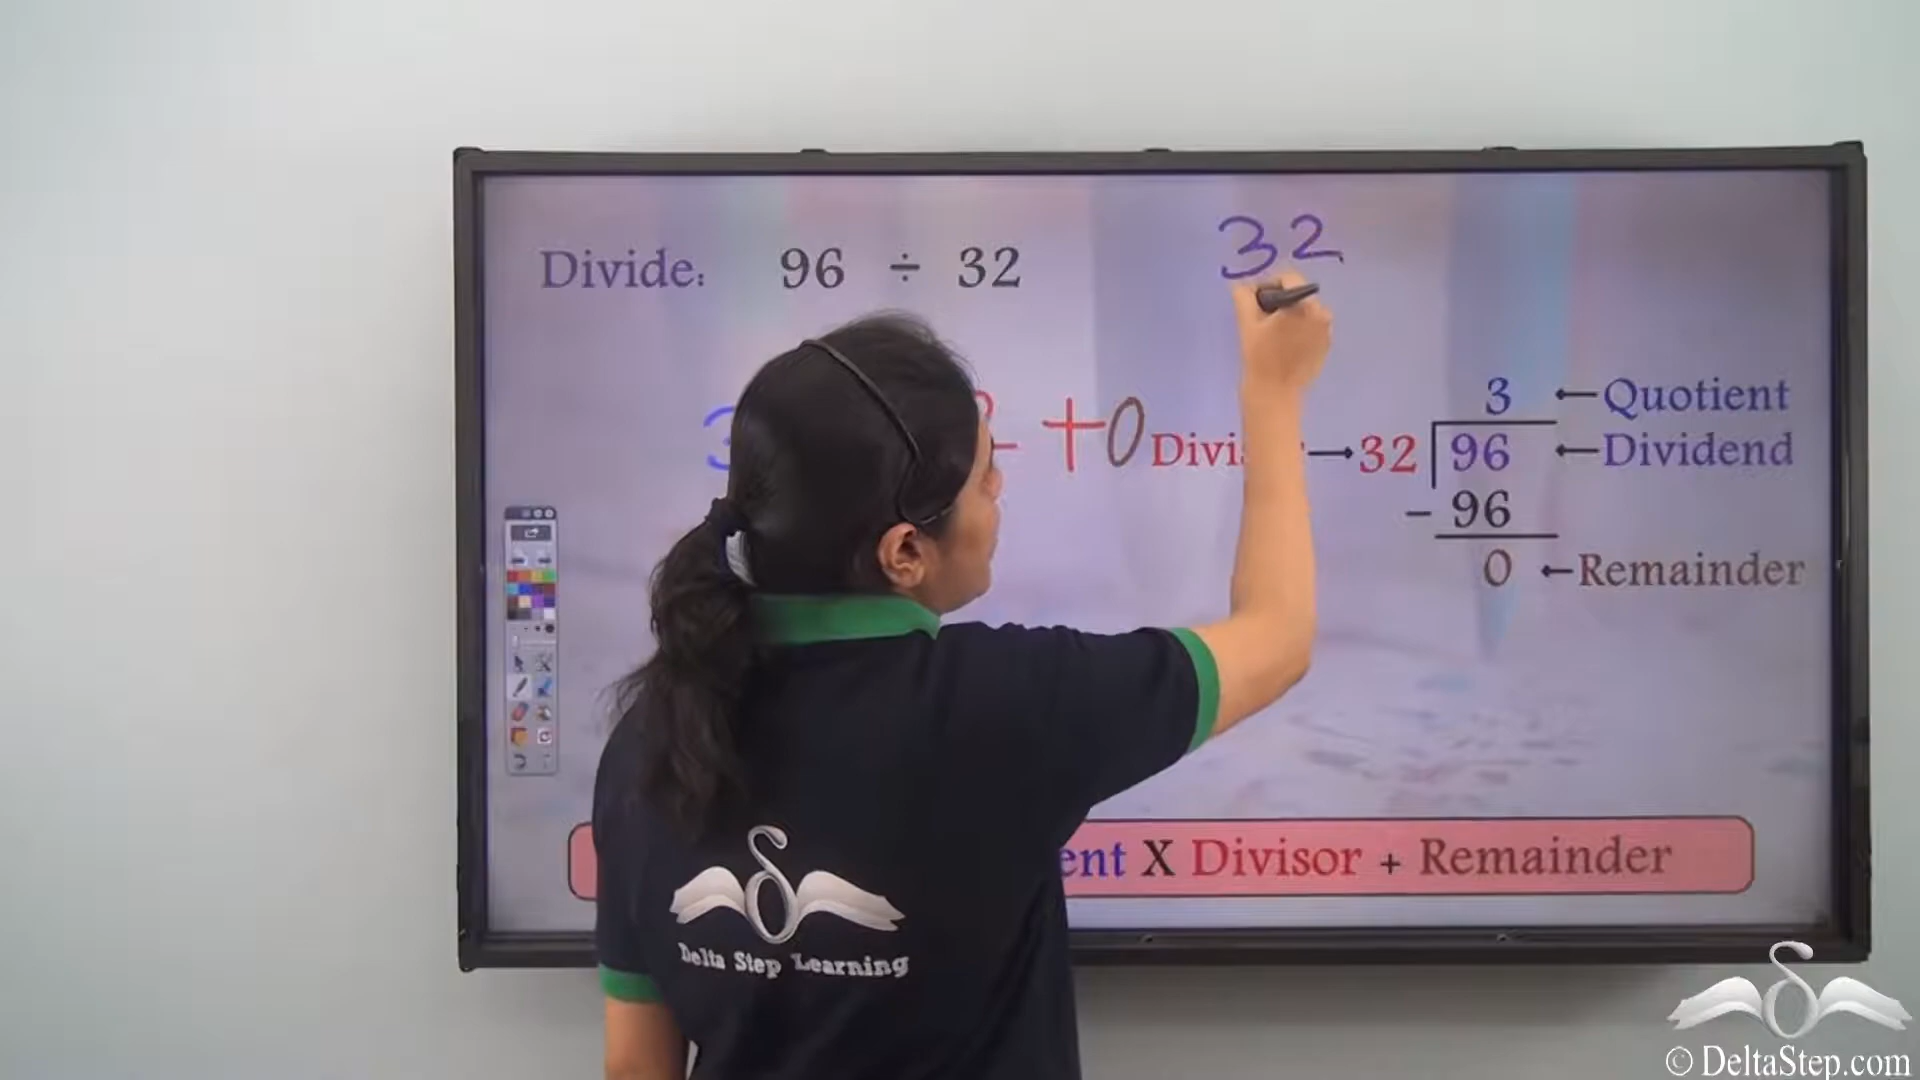 Divide: 96 ÷ 32
32
3
+0
3 ←Quotient
→32 96 ←Dividend
- 96
0 ←Remainder
X Divisor + Remainder
Delta Step Learning
© DeltaStep.com